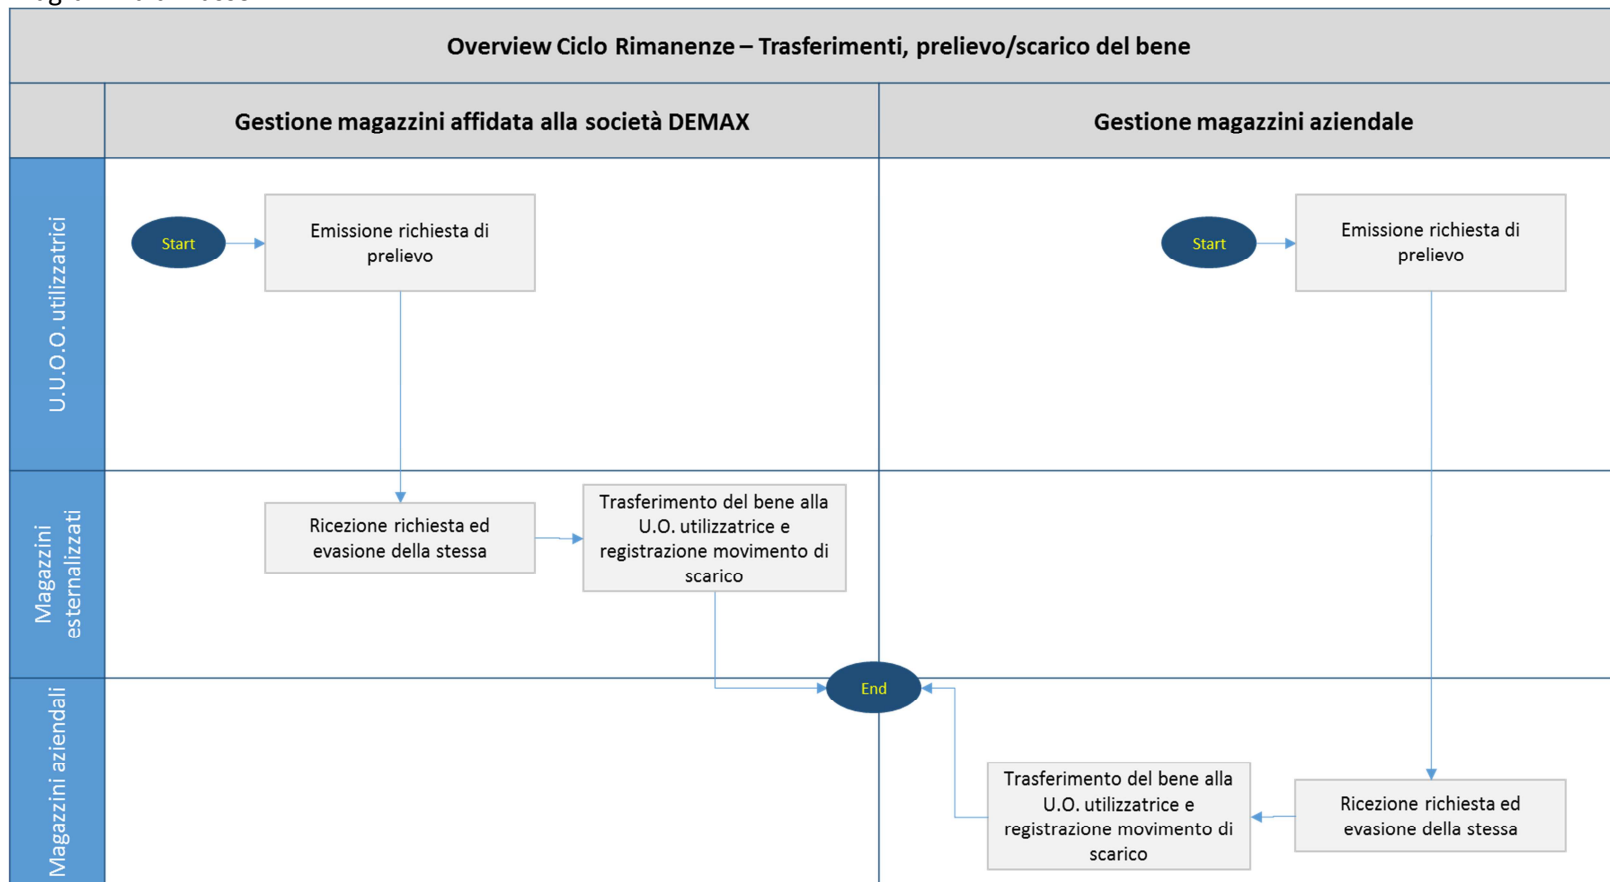 Overview Ciclo Rimanenze – Trasferimenti, prelievo/scarico del bene
Gestione magazzini affidata alla società DEMAX
Gestione magazzini aziendale
U.U.O.O. utilizzatrici
Start
Emissione richiesta di
prelievo
Start
Emissione richiesta di
prelievo
Magazzini
esternalizzati
Ricezione richiesta ed
evasione della stessa
Trasferimento del bene alla
U.O. utilizzatrice e
registrazione movimento di
scarico
End
Magazzini aziendali
Trasferimento del bene alla
U.O. utilizzatrice e
registrazione movimento di
scarico
Ricezione richiesta ed
evasione della stessa